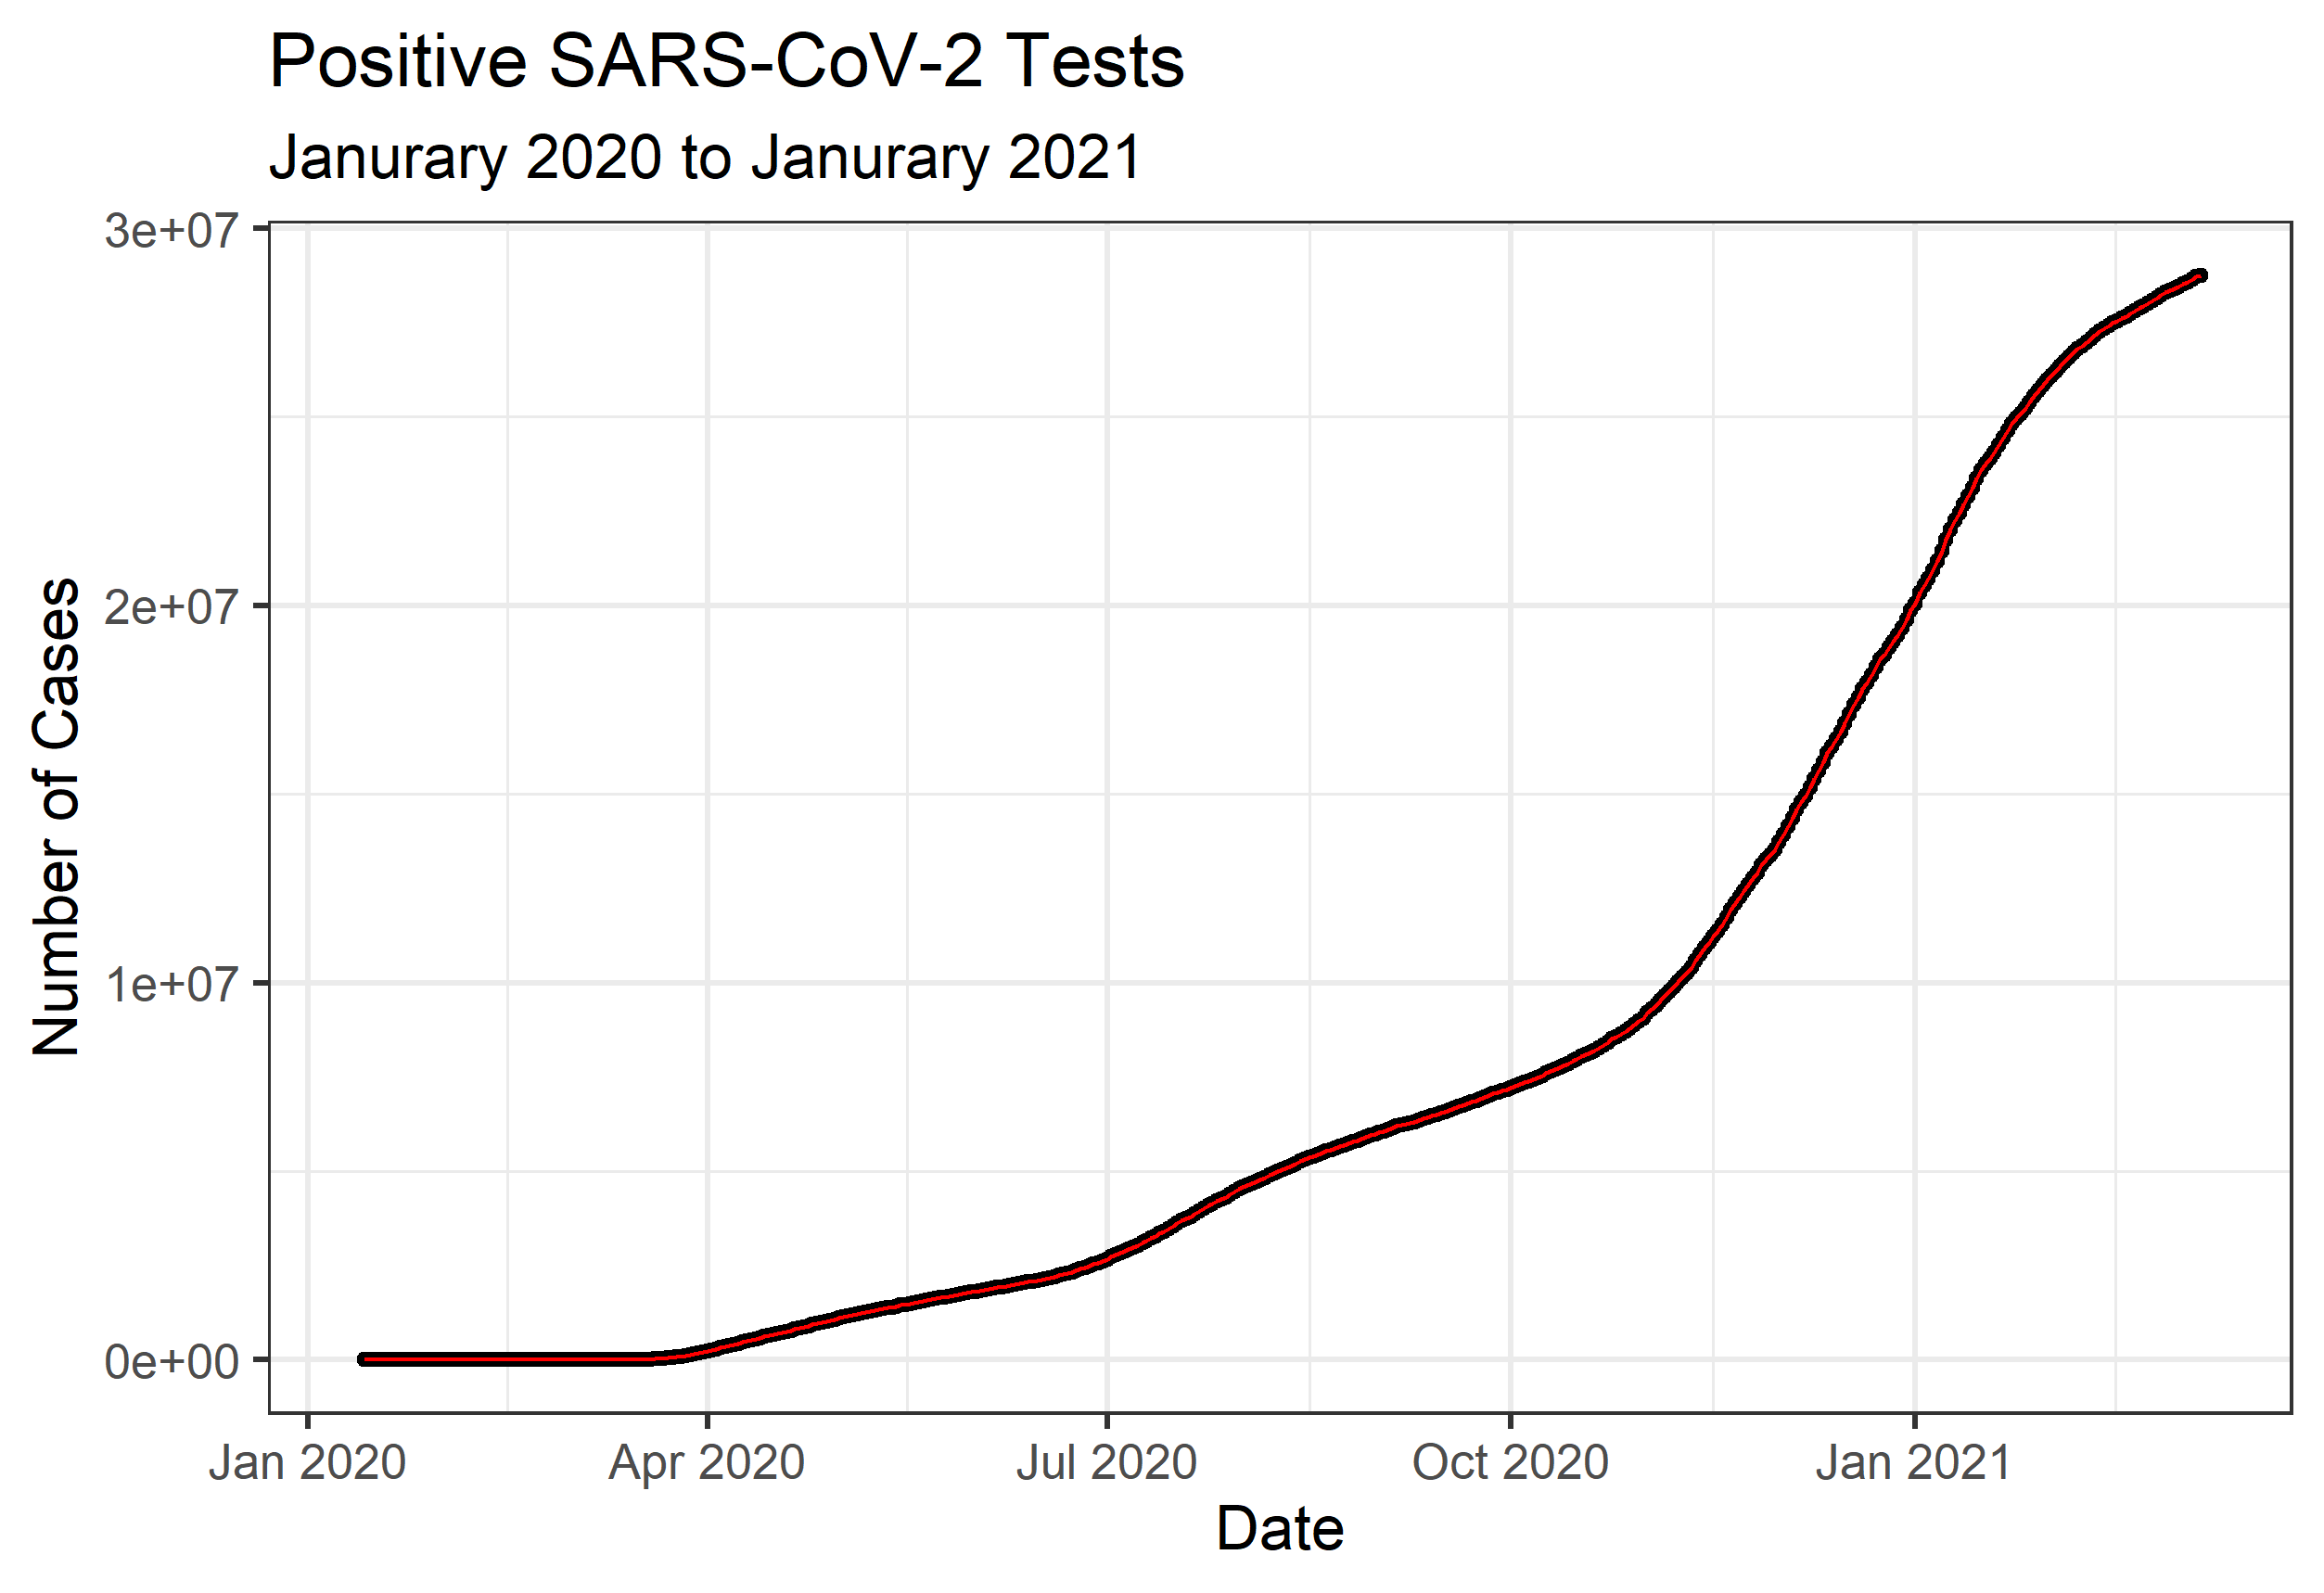 Positive SARS-CoV-2 Tests
Janurary 2020 to Janurary 2021
3e+07
2e+07
1e+07
0e+00
Number of Cases
Jan 2020
Apr 2020
Jul 2020
Oct 2020
Jan 2021
Date